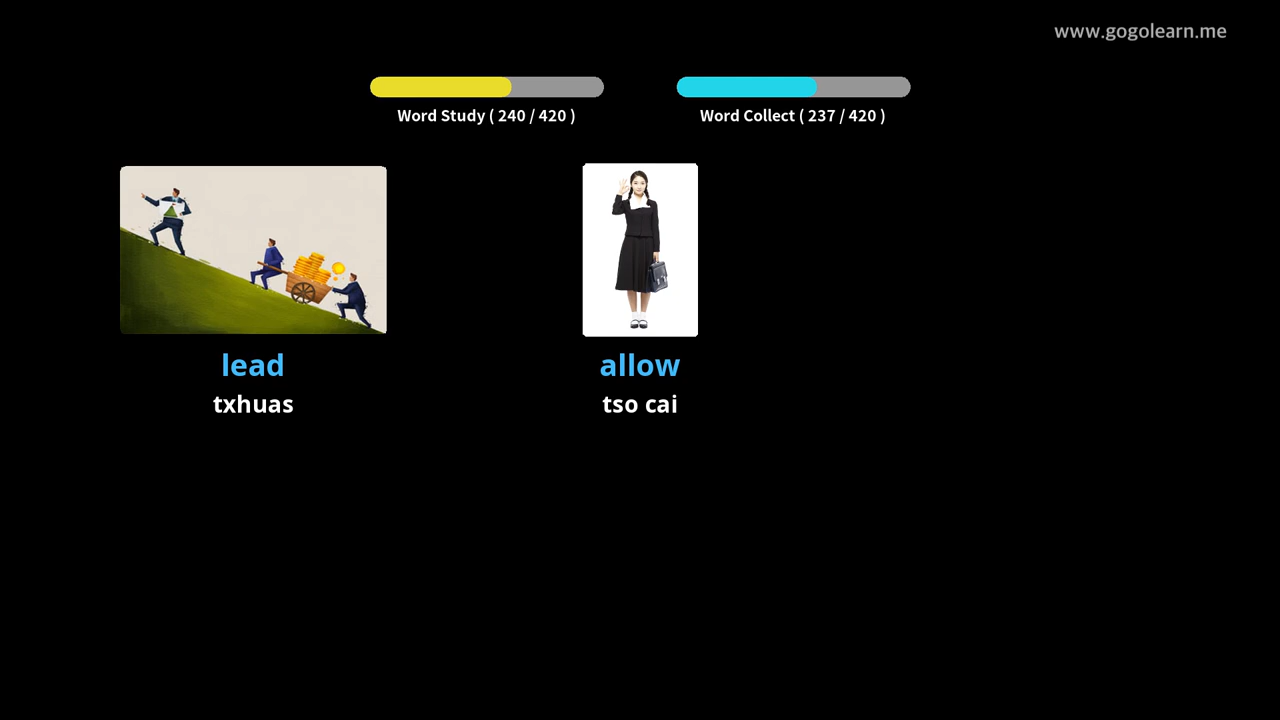 www.gogolearn.me
Word Study ( 240 / 420 )
Word Collect ( 237 / 420 )
lead
txhuas
allow
tso cai